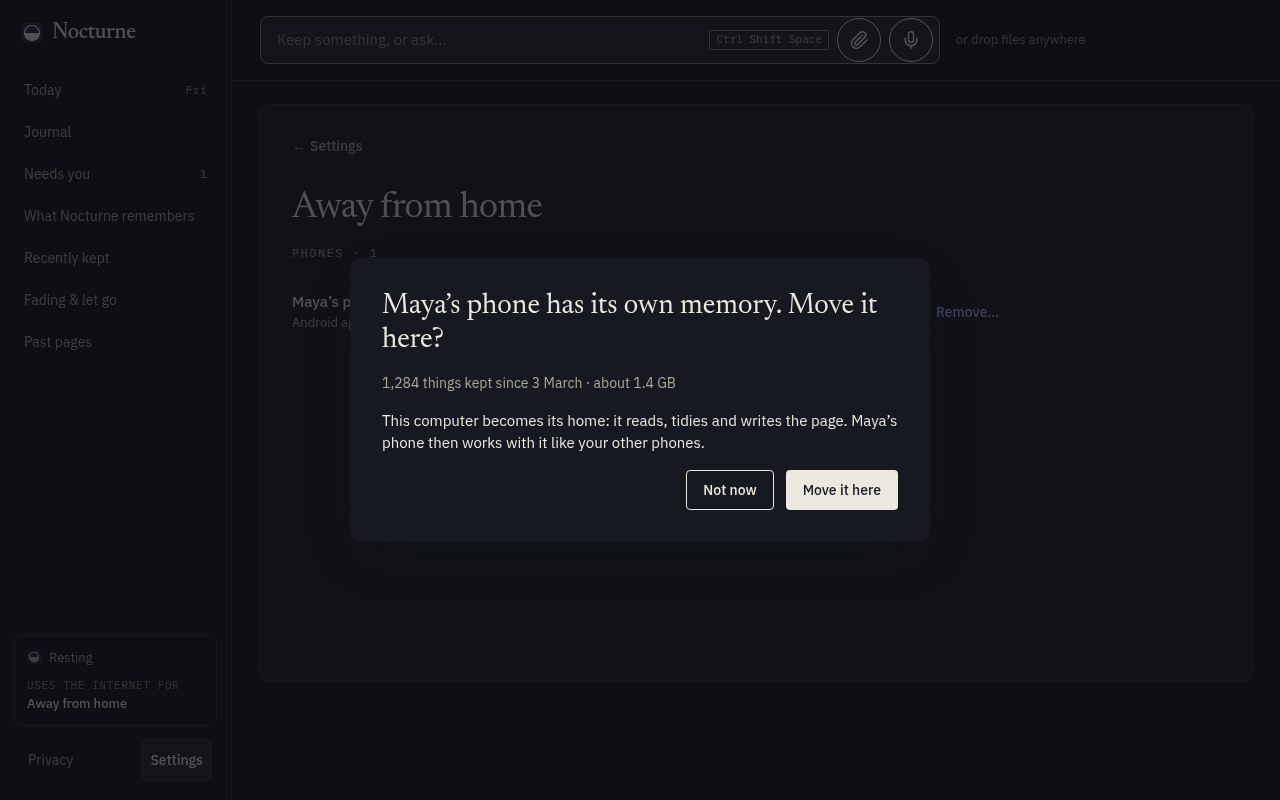 Nocturne
Keep something, or ask...
Ctrl Shift Space
or drop files anywhere
Today
Fri
Journal
Needs you
1
What Nocturne remembers
Recently kept
Fading & let go
Past pages
← Settings
Away from home
PHONES · 1
Maya’s p
Android ap
Remove...
Maya’s phone has its own memory. Move it
here?
1,284 things kept since 3 March · about 1.4 GB
This computer becomes its home: it reads, tidies and writes the page. Maya’s
phone then works with it like your other phones.
Not now
Move it here
Resting
USES THE INTERNET FOR
Away from home
Privacy
Settings